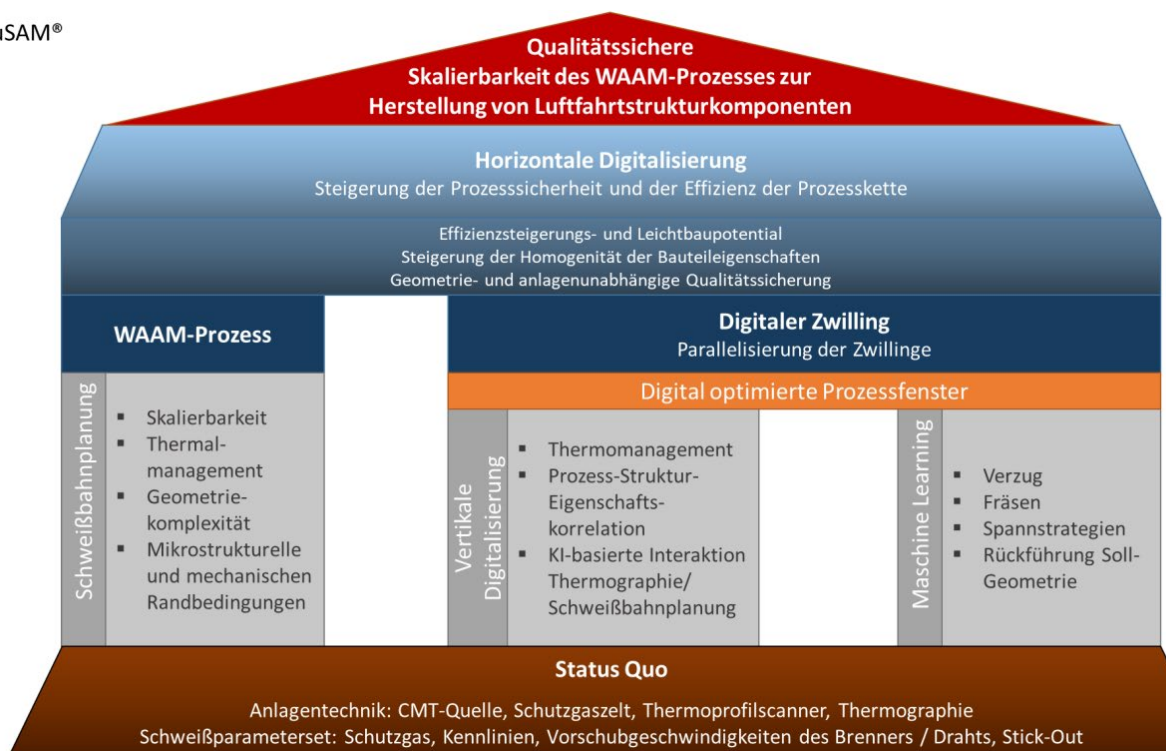 uSAM®
Qualitätssichere
Skalierbarkeit des WAAM-Prozesses zur
Herstellung von Luftfahrtstrukturkomponenten
Horizontale Digitalisierung
Steigerung der Prozesssicherheit und der Effizienz der Prozesskette
Effizienzsteigerungs- und Leichtbaupotential
Steigerung der Homogenität der Bauteileigenschaften
Geometrie- und anlagenunabhängige Qualitätssicherung
WAAM-Prozess
Schweißbahnplanung
▪ Skalierbarkeit
▪ Thermal-
management
▪ Geometrie-
komplexität
▪ Mikrostrukturelle
und mechanischen
Randbedingungen
Digitaler Zwilling
Parallelisierung der Zwillinge
Digital optimierte Prozessfenster
Vertikale
Digitalisierung
▪ Thermomanagement
▪ Prozess-Struktur-
Eigenschafts-
korrelation
▪ KI-basierte Interaktion
Thermographie/
Schweißbahnplanung
Maschine Learning
▪ Verzug
▪ Fräsen
▪ Spannstrategien
▪ Rückführung Soll-
Geometrie
Status Quo
Anlagentechnik: CMT-Quelle, Schutzgaszelt, Thermoprofilscanner, Thermographie
Schweißparameterset: Schutzgas, Kennlinien, Vorschubgeschwindigkeiten des Brenners / Drahts, Stick-Out